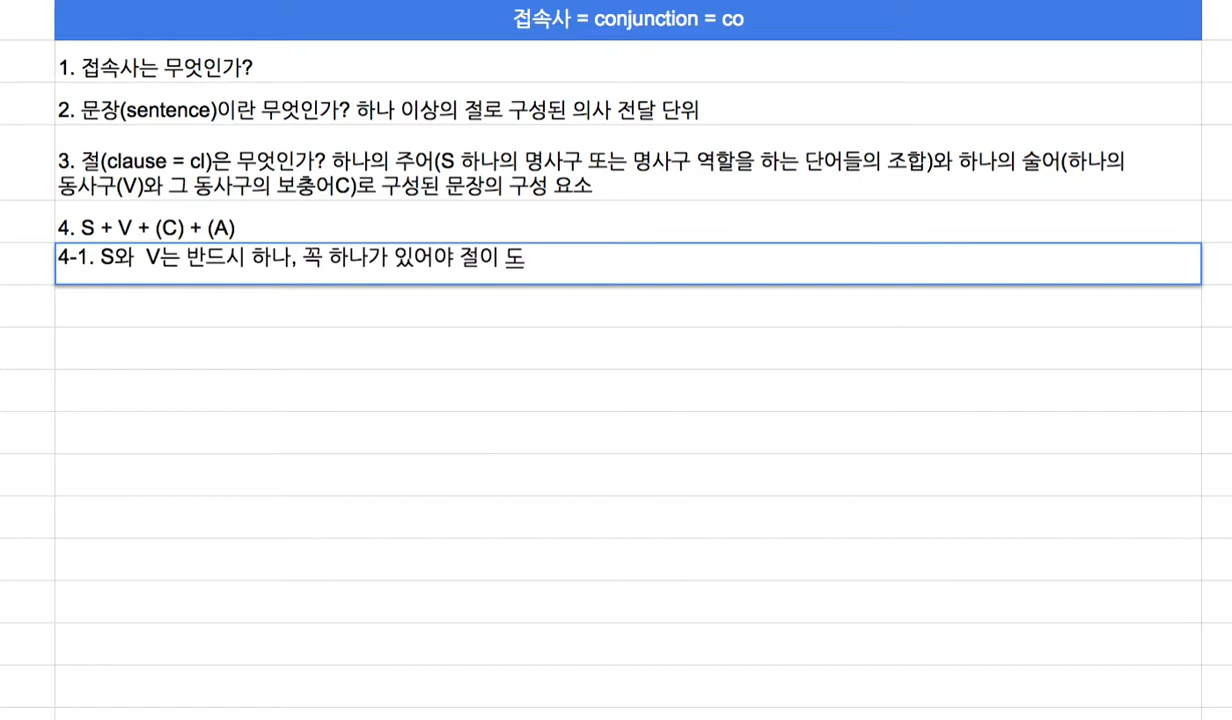 접속사 = conjunction = co
1. 접속사는 무엇인가?
2. 문장(sentence)이란 무엇인가? 하나 이상의 절로 구성된 의사 전달 단위
3. 절(clause = cl)은 무엇인가? 하나의 주어(S 하나의 명사구 또는 명사구 역할을 하는 단어들의 조합)와 하나의 술어(하나의
동사구(V)와 그 동사구의 보충어C)로 구성된 문장의 구성 요소
4. S + V + (C) + (A)
4-1. S와  V는 반드시 하나, 꼭 하나가 있어야 절이 도